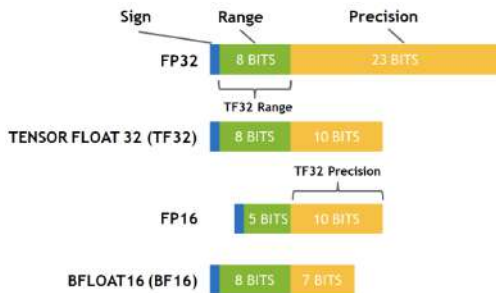 Sign Range Precision
FP32 8 BITS 23 BITS
TF32 Range
TENSOR FLOAT 32 (TF32) 8 BITS 10 BITS
TF32 Precision
FP16 5 BITS 10 BITS
BFLOAT16 (BF16) 8 BITS 7 BITS